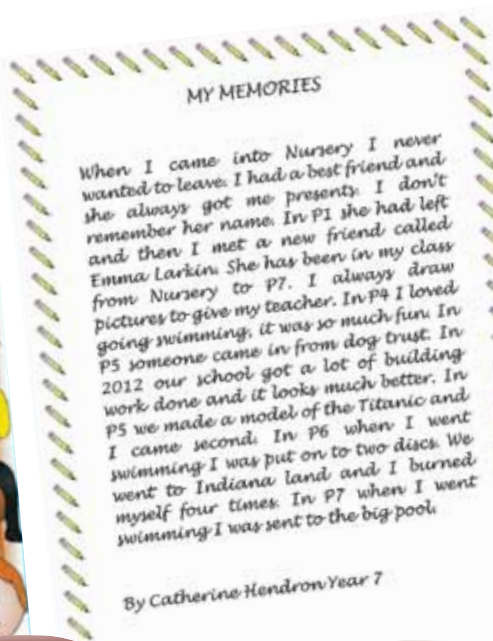 MY MEMORIES
When I came into Nursery I never
wanted to leave. I had a best friend and
she always got me presents. I don't
remember her name. In P1 she had left
and then I met a new friend called
Emma Larkin. She has been in my class
from Nursery to P7. I always draw
pictures to give my teacher. In P4 I loved
going swimming, it was so much fun. In
P5 someone came in from dog trust. In
2012 our school got a lot of building
work done and it looks much better. In
P5 we made a model of the Titanic and
I came second. In P6 when I went
swimming I was put on to two discs. We
went to Indiana land and I burned
myself four times. In P7 when I went
swimming I was sent to the big pool.
By Catherine Hendron Year 7